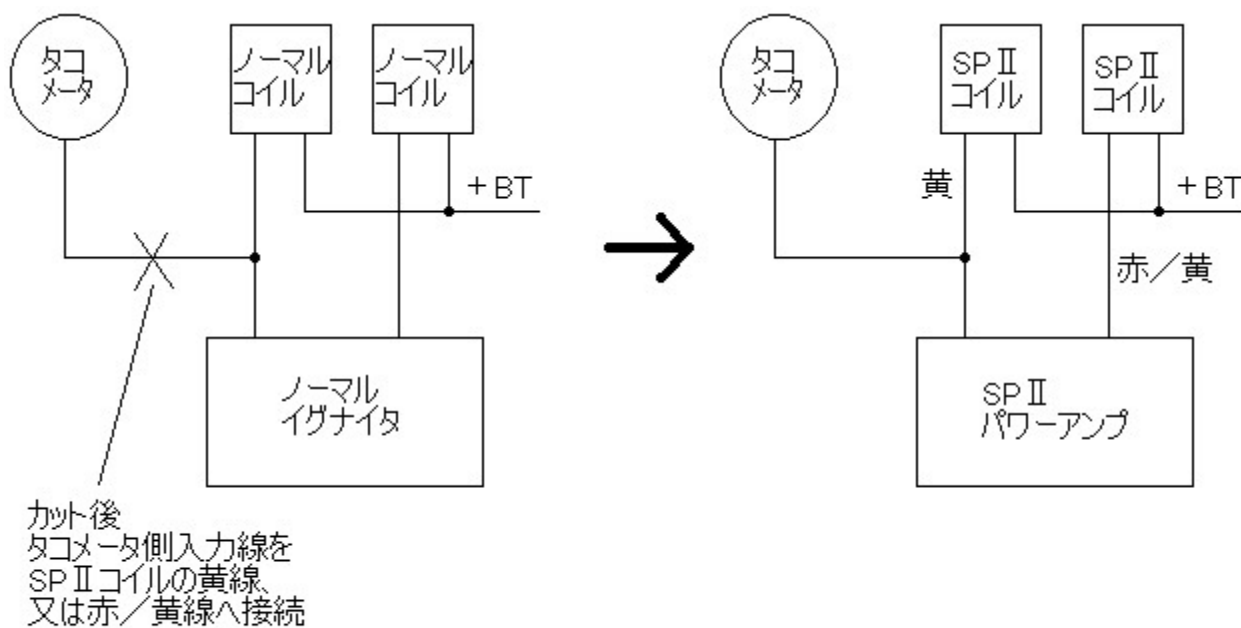 タコ
メータ
ノーマル
コイル
ノーマル
コイル
+BT
ノーマル
イグナイタ
カット後
タコメータ側入力線を
SPⅡコイルの黄線、
又は赤/黄線へ接続
タコ
メータ
SPⅡ
コイル
SPⅡ
コイル
黄
+BT
赤/黄
SPⅡ
パワーアンプ